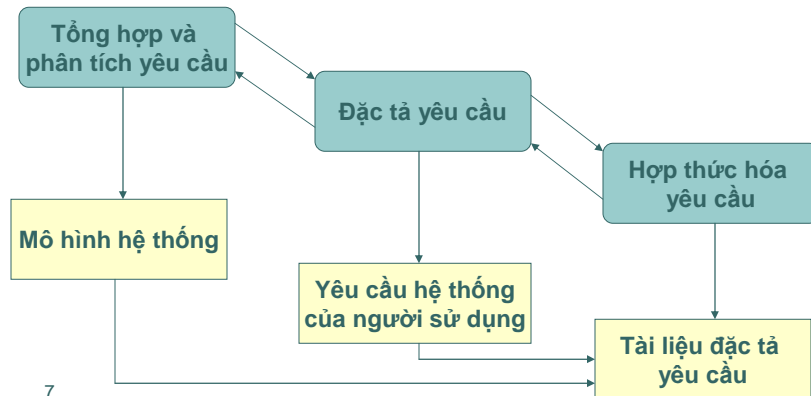 Tổng hợp và
phân tích yêu cầu
Đặc tả yêu cầu
Hợp thức hóa
yêu cầu
Mô hình hệ thống
Yêu cầu hệ thống
của người sử dụng
Tài liệu đặc tả
yêu cầu
7